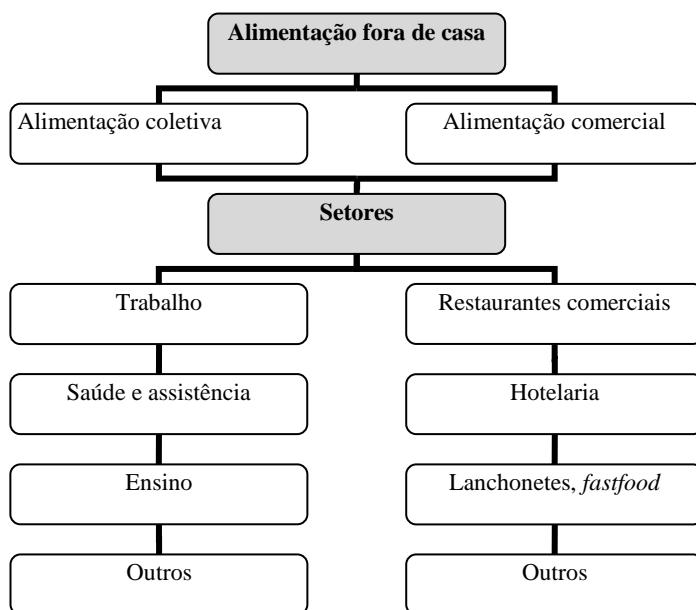 Alimentação fora de casa
Alimentação coletiva
Alimentação comercial
Setores
Trabalho
Restaurantes comerciais
Saúde e assistência
Hotelaria
Ensino
Lanchonetes, fastfood
Outros
Outros